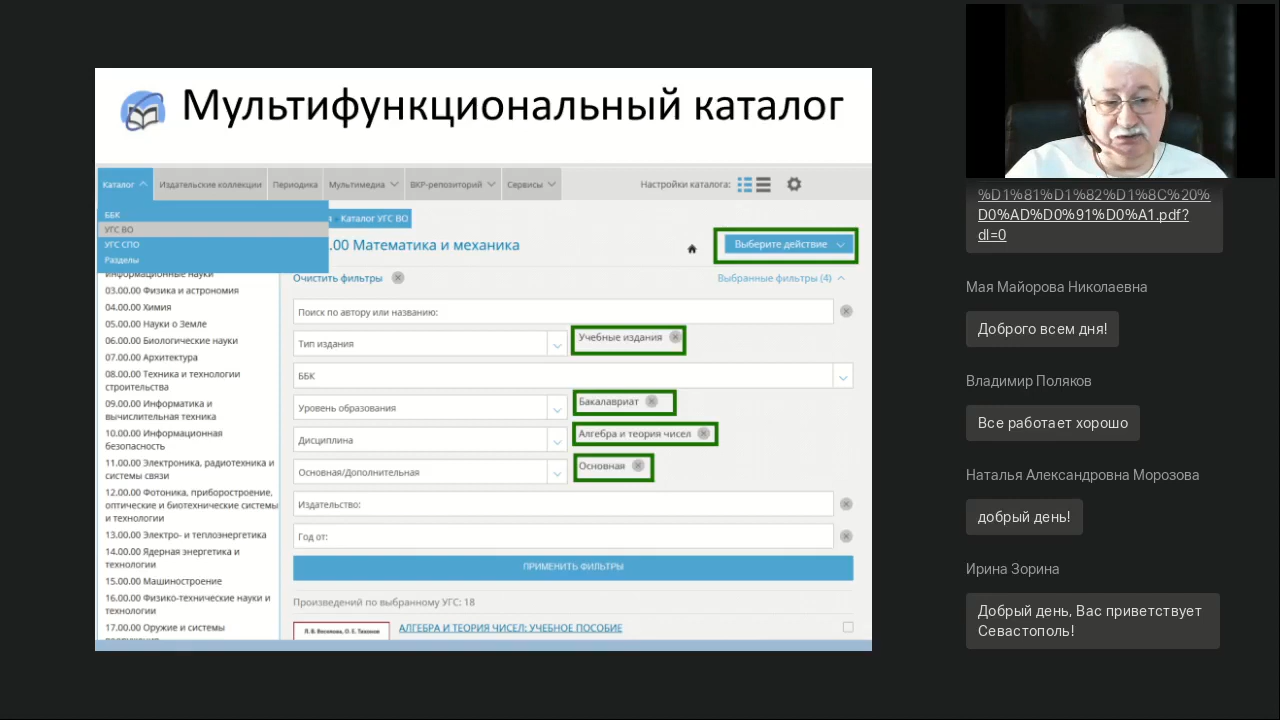 Мультифункциональный каталог
Каталог
Издательские коллекции
Периодика
Мультимедиа
ВКР-репозиторий
Сервисы
Настройки каталога:
ББК
УГС ВО
УГС СПО
Разделы
Каталог УГС ВО
.00 Математика и механика
Выберите действие
Очистить фильтры
Выбранные фильтры (4)
информационные науки
03.00.00 Физика и астрономия
04.00.00 Химия
05.00.00 Науки о Земле
06.00.00 Биологические науки
07.00.00 Архитектура
08.00.00 Техника и технологии
строительства
09.00.00 Информатика и
вычислительная техника
10.00.00 Информационная
безопасность
11.00.00 Электроника, радиотехника и
системы связи
12.00.00 Фотоника, приборостроение,
оптические и биотехнические системы
и технологии
13.00.00 Электро- и теплоэнергетика
14.00.00 Ядерная энергетика и
технологии
15.00.00 Машиностроение
16.00.00 Физико-технические науки и
технологии
17.00.00 Оружие и системы
вооружения
Поиск по автору или названию:
Тип издания
Учебные издания
ББК
Уровень образования
Бакалавриат
Дисциплина
Алгебра и теория чисел
Основная/Дополнительная
Основная
Издательство:
Год от:
ПРИМЕНИТЬ ФИЛЬТРЫ
Произведений по выбранному УГС: 18
АЛГЕБРА И ТЕОРИЯ ЧИСЕЛ: УЧЕБНОЕ ПОСОБИЕ
%D1%81%D1%82%D1%8C%20%
D0%AD%D0%91%D0%A1.pdf?
dl=0
Мая Майорова Николаевна
Доброго всем дня!
Владимир Поляков
Все работает хорошо
Наталья Александровна Морозова
добрый день!
Ирина Зорина
Добрый день, Вас приветствует
Севастополь!